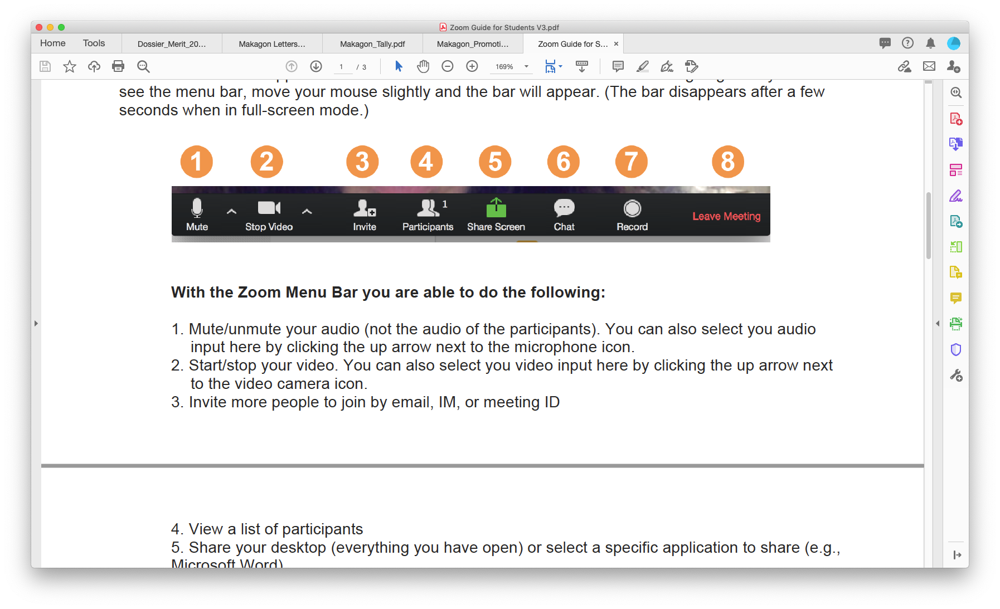 Zoom Guide for Students V3.pdf
Home Tools Dossier_Merit_20... Makagon Letters... Makagon_Tally.pdf Makagon_Promoti... Zoom Guide for S... ×
1 / 3 169%
see the menu bar, move your mouse slightly and the bar will appear. (The bar disappears after a few
seconds when in full-screen mode.)
1 2 3 4 5 6 7 8
1
Mute Stop Video Invite Participants Share Screen Chat Record Leave Meeting
With the Zoom Menu Bar you are able to do the following:
1. Mute/unmute your audio (not the audio of the participants). You can also select you audio
input here by clicking the up arrow next to the microphone icon.
2. Start/stop your video. You can also select you video input here by clicking the up arrow next
to the video camera icon.
3. Invite more people to join by email, IM, or meeting ID
4. View a list of participants
5. Share your desktop (everything you have open) or select a specific application to share (e.g.,
Microsoft Word)